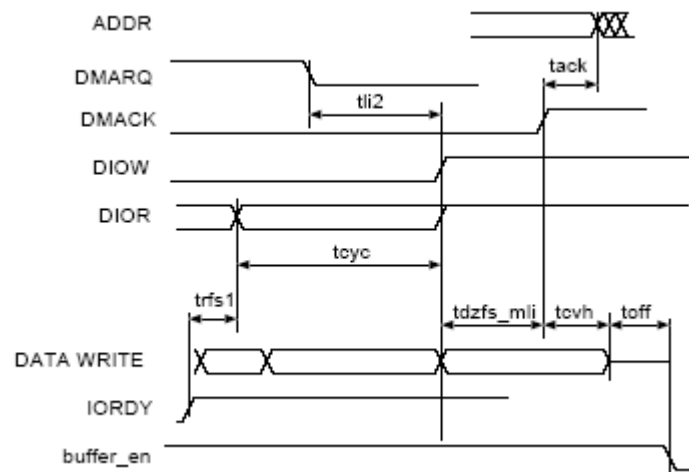 ADDR
tack
DMARQ
tli2
DMACK
DIOW
DIOR
tcyc
trfs1
tdzfs_mli
tcvh
toff
DATA WRITE
IORDY
buffer_en